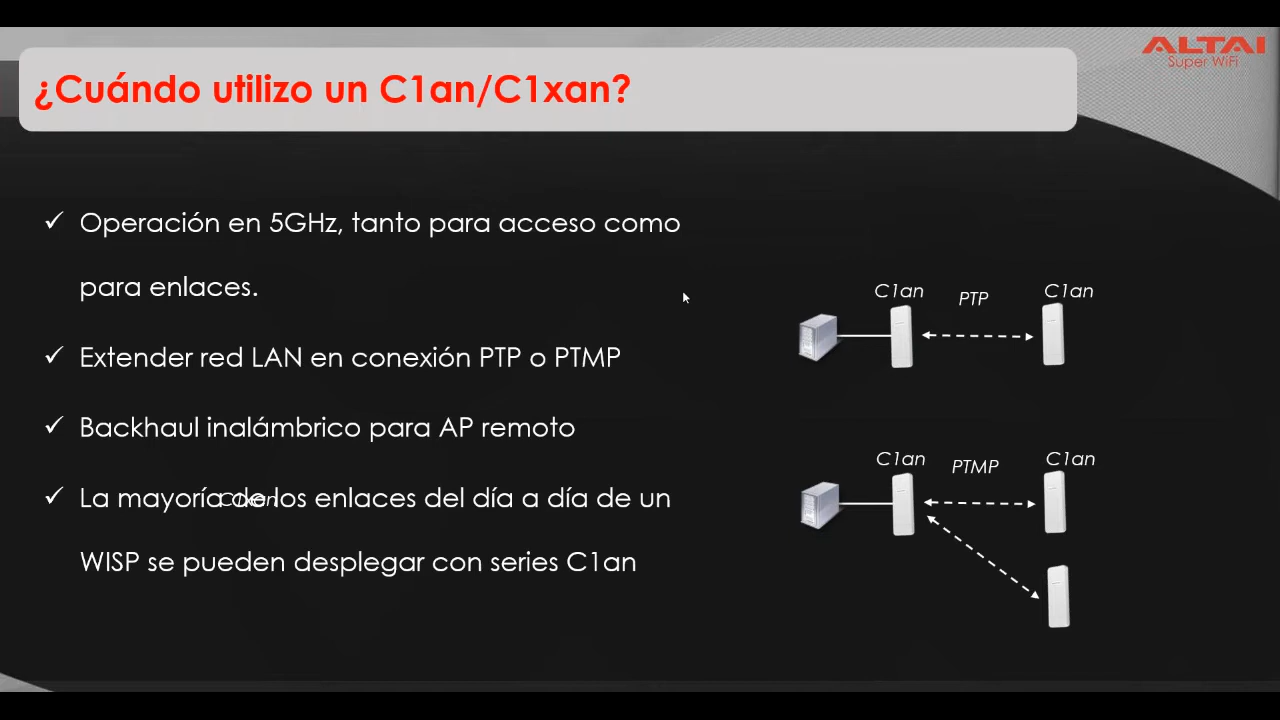 ALTAI
Super WiFi
¿Cuándo utilizo un C1an/C1xan?
✓ Operación en 5GHz, tanto para acceso como
para enlaces.
✓ Extender red LAN en conexión PTP o PTMP
✓ Backhaul inalámbrico para AP remoto
✓ La mayoría de los enlaces del día a día de un
WISP se pueden desplegar con series C1an
C1an
PTP
C1an
C1an
PTMP
C1an